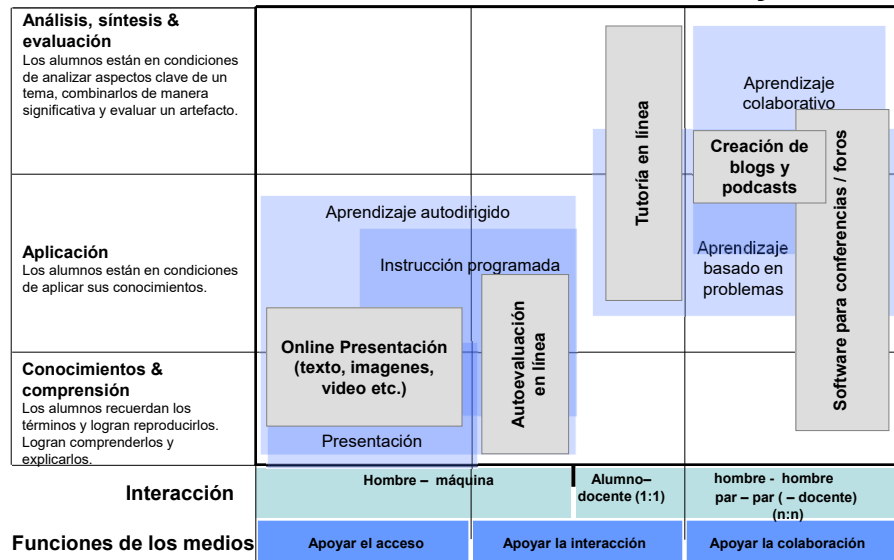 Análisis, síntesis &
evaluación
Los alumnos están en condiciones
de analizar aspectos clave de un
tema, combinarlos de manera
significativa y evaluar un artefacto.
Aplicación
Los alumnos están en condiciones
de aplicar sus conocimientos.
Conocimientos &
comprensión
Los alumnos recuerdan los
términos y logran reproducirlos.
Logran comprenderlos y
explicarlos.
Aprendizaje autodirigido
Instrucción programada
Online Presentación
(texto, imagenes,
video etc.)
Presentación
Autoevaluación
en línea
Tutoría en línea
Aprendizaje
colaborativo
Creación de
blogs y
podcasts
Aprendizaje
basado en
problemas
Software para conferencias / foros
Interacción
Hombre – máquina
Alumno–
docente (1:1)
hombre - hombre
par – par ( – docente)
(n:n)
Funciones de los medios
Apoyar el acceso
Apoyar la interacción
Apoyar la colaboración